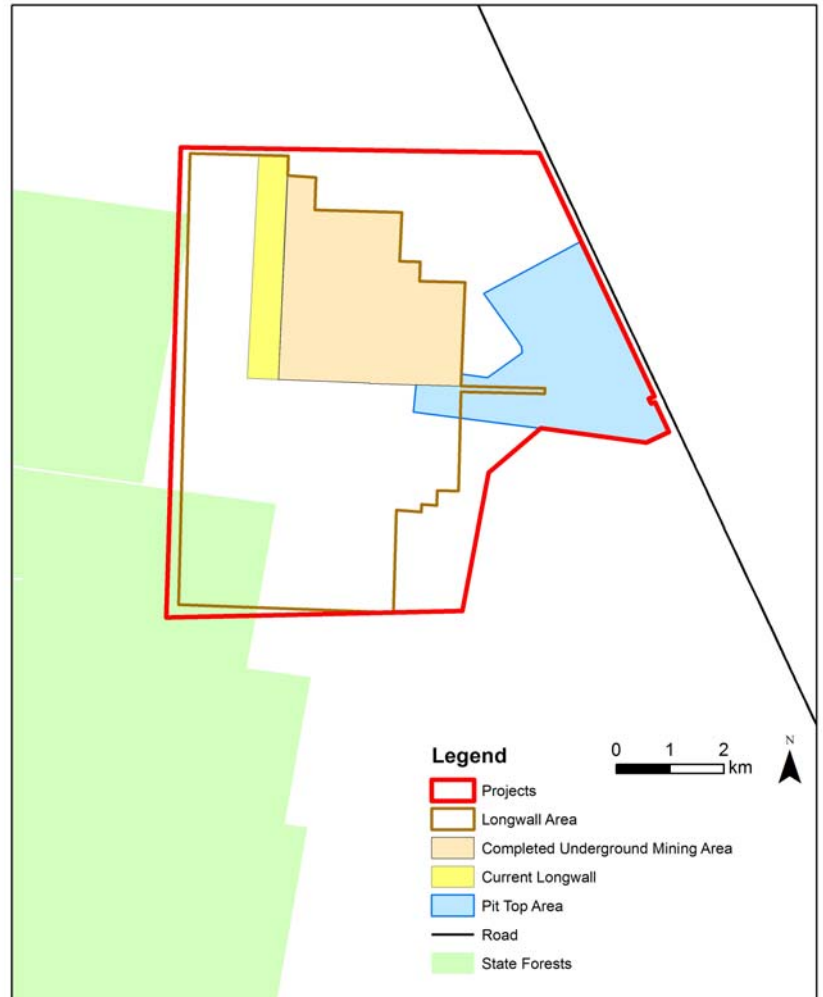 Legend
Projects
Longwall Area
Completed Underground Mining Area
Current Longwall
Pit Top Area
Road
State Forests
0 1 2
km
N